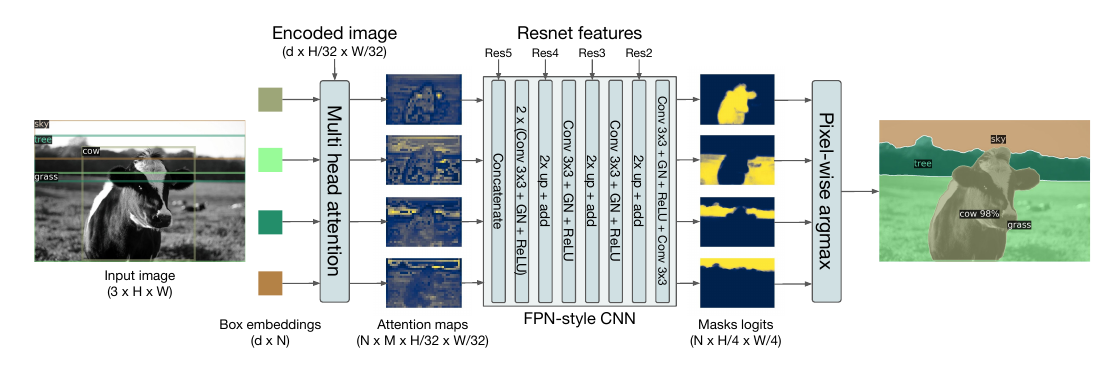 Encoded image
(d x H/32 x W/32)
Resnet features
Res5
Res4
Res3
Res2
sky
tree
cow
grass
Input image
(3 x H x W)
Box embeddings
(d x N)
Multi head attention
Attention maps
(N x M x H/32 x W/32)
Concatenate
2 x (Conv 3x3 + GN + ReLU)
2x up + add
Conv 3x3 + GN + ReLU
2x up + add
Conv 3x3 + GN + ReLU
2x up + add
Conv 3x3 + GN + ReLU + Conv 3x3
FPN-style CNN
Masks logits
(N x H/4 x W/4)
Pixel-wise argmax
sky
tree
cow 98%
grass